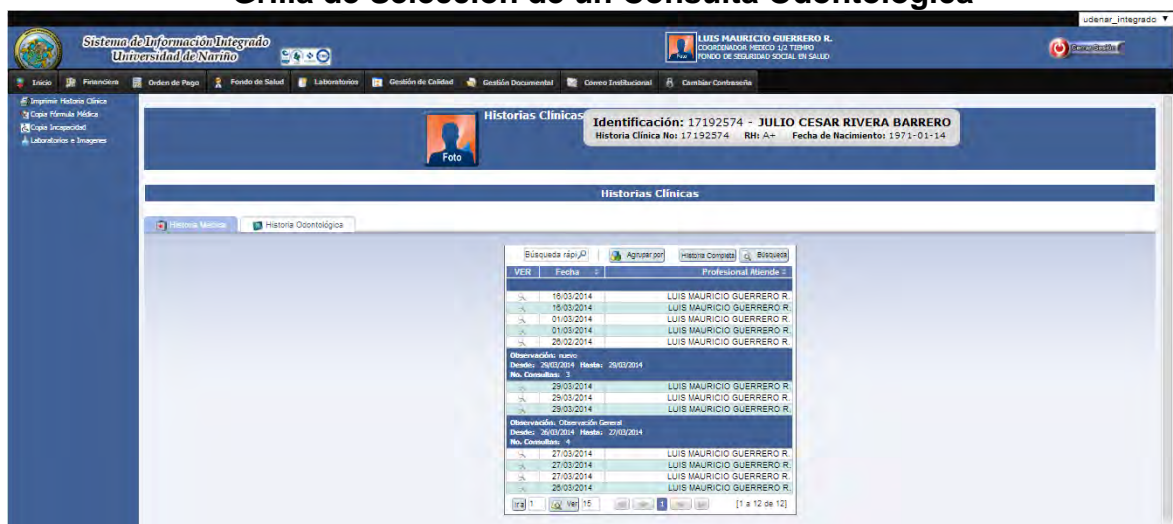 Grilla de Selección de un Consulta Odontológica
udenar_integrado
Sistema de Información Integrado
Universidad de Nariño
LUIS MAURICIO GUERRERO R.
COORDINADOR MEDICO 1/2 TIEMPO
FONDO DE SEGURIDAD SOCIAL EN SALUD
Inicio Financiera Orden de Pago Fondo de Salud Laboratorios Gestión de Calidad Gestión Documental Correo Institucional Cambiar Contraseña
Imprimir Historia Clínica
Copia Fórmula Médica
Copia Incapacidad
Laboratorios e Imagenes
Foto
Historias Clínicas
Identificación: 17192574 - JULIO CESAR RIVERA BARRERO
Historia Clínica No: 17192574 RH: A+ Fecha de Nacimiento: 1971-01-14
Historias Clínicas
Historia Médica Historia Odontológica
Búsqueda rápi Agrupar por Historia Completa Búsqueda
VER Fecha Profesional Atiende
16/03/2014 LUIS MAURICIO GUERRERO R.
16/03/2014 LUIS MAURICIO GUERRERO R.
01/03/2014 LUIS MAURICIO GUERRERO R.
01/03/2014 LUIS MAURICIO GUERRERO R.
26/02/2014 LUIS MAURICIO GUERRERO R.
Observación: nuevo
Desde: 29/03/2014 Hasta: 29/03/2014
No. Consultas: 3
29/03/2014 LUIS MAURICIO GUERRERO R.
29/03/2014 LUIS MAURICIO GUERRERO R.
29/03/2014 LUIS MAURICIO GUERRERO R.
Observación: Observación General
Desde: 26/03/2014 Hasta: 27/03/2014
No. Consultas: 4
27/03/2014 LUIS MAURICIO GUERRERO R.
27/03/2014 LUIS MAURICIO GUERRERO R.
27/03/2014 LUIS MAURICIO GUERRERO R.
26/03/2014 LUIS MAURICIO GUERRERO R.
Ir a 1 Ver 15 1 [1 a 12 de 12]